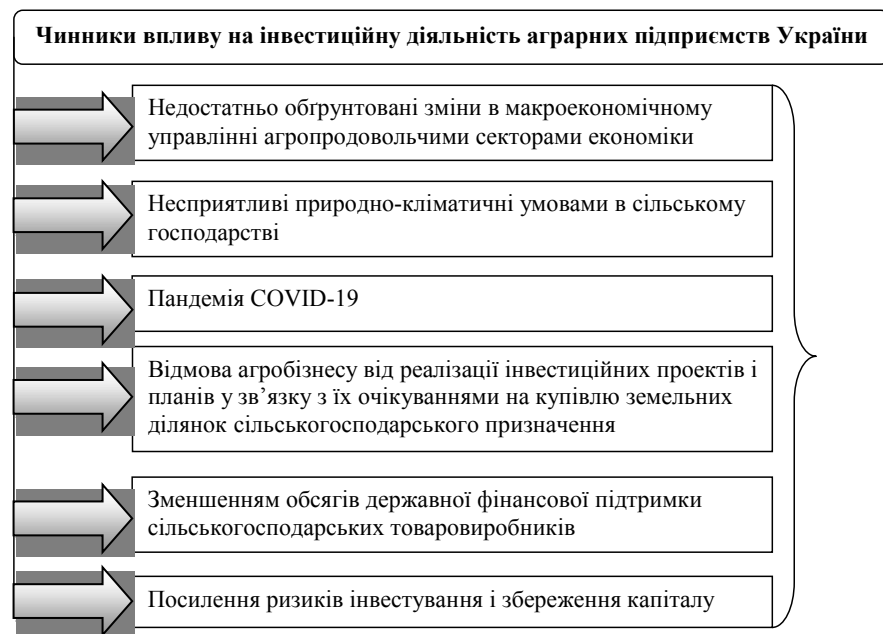 Чинники впливу на інвестиційну діяльність аграрних підприємств України
Недостатньо обґрунтовані зміни в макроекономічному
управлінні агропродовольчими секторами економіки
Несприятливі природно-кліматичні умовами в сільському
господарстві
Пандемія COVID-19
Відмова агробізнесу від реалізації інвестиційних проектів і
планів у зв’язку з їх очікуваннями на купівлю земельних
ділянок сільськогосподарського призначення
Зменшенням обсягів державної фінансової підтримки
сільськогосподарських товаровиробників
Посилення ризиків інвестування і збереження капіталу